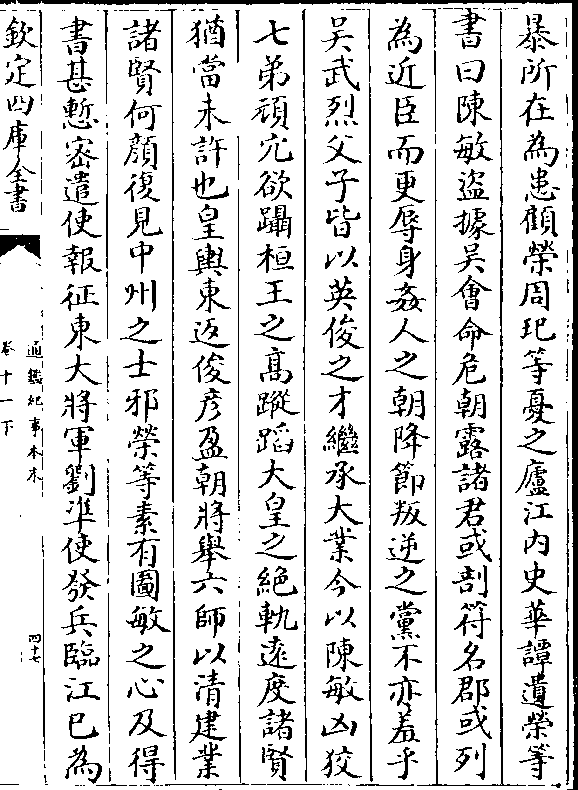 暴所在為患顧榮周玘等憂之廬江内史華譚遺榮等
書曰陳敏盜據吳會命危朝露諸君或剖符名郡或列
為近臣而更辱身姦人之朝降節叛逆之黨不亦羞乎
吳武烈父子皆以英俊之才繼承大業今以陳敏凶狡
七弟頑冗欲躡桓王之髙蹤蹈大皇之絶軌逺度諸賢
猶當未許也皇輿東返俊彦盈朝將舉六師以清建業
諸賢何顔復見中州之士邪榮等素有圖敏之心及得
書甚慙宻遣使報征東大將軍劉凖使發兵臨江已為
欽定四庫全書
通鑑紀事本末
卷十一下
四十七